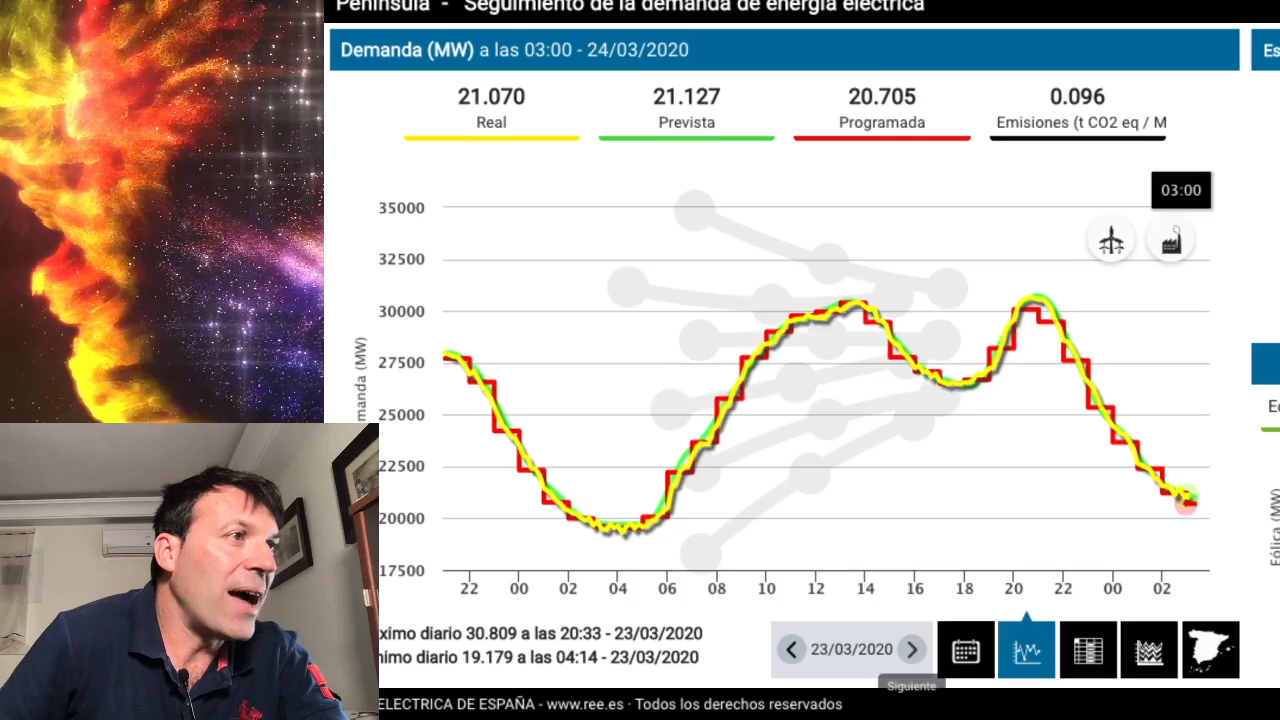 Península - Seguimiento de la demanda de energía eléctrica
Demanda (MW) a las 03:00 - 24/03/2020
Es
21.070 21.127 20.705 0.096
Real Prevista Programada Emisiones (t CO2 eq / M
03:00
35000
32500
30000
27500
25000
22500
20000
17500
manda (MW)
22 00 02 04 06 08 10 12 14 16 18 20 22 00 02
ximo diario 30.809 a las 20:33 - 23/03/2020
nimo diario 19.179 a las 04:14 - 23/03/2020
23/03/2020
Siguiente
Eólica (MW)
ELECTRICA DE ESPAÑA - www.ree.es · Todos los derechos reservados